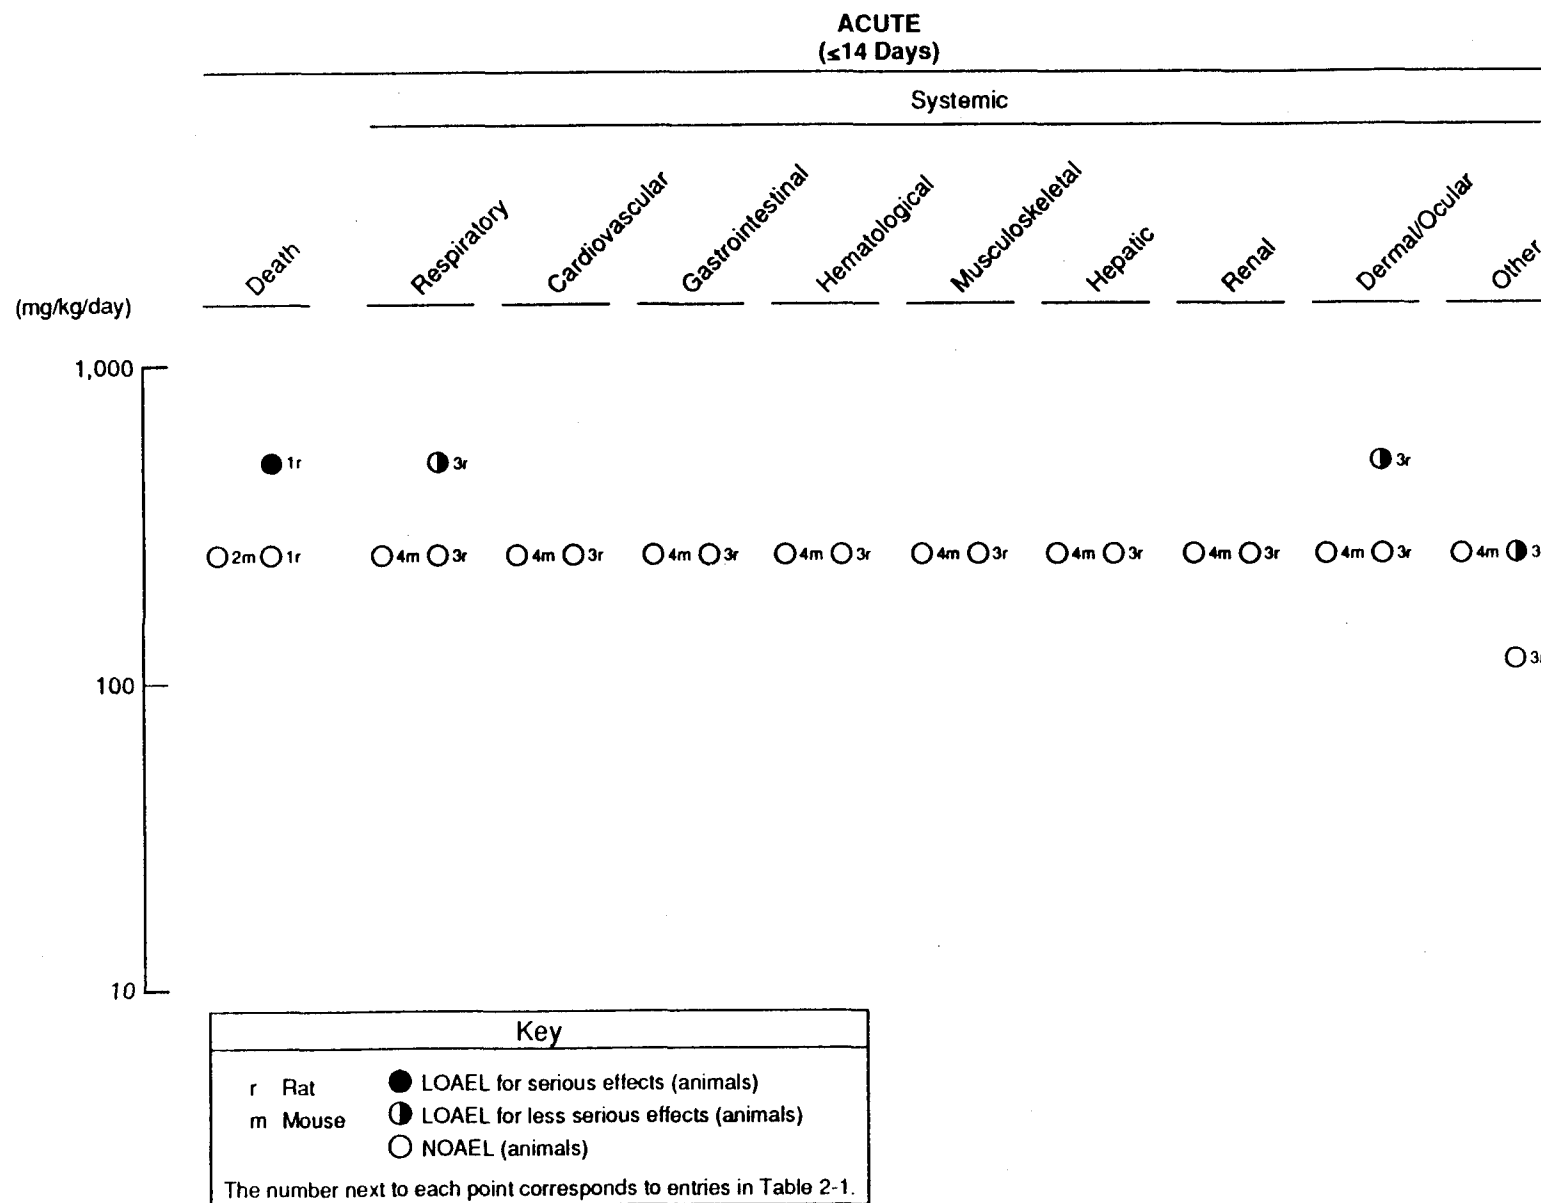 ACUTE
(≤14 Days)
Systemic
Death
Respiratory
Cardiovascular
Gastrointestinal
Hematological
Musculoskeletal
Hepatic
Renal
Dermal/Ocular
Other
(mg/kg/day)
1,000
1r 3r 3r
2m 1r 4m 3r 4m 3r 4m 3r 4m 3r 4m 3r 4m 3r 4m 3r 4m 3r 4m 3
3r
100
10
Key
r Rat LOAEL for serious effects (animals)
m Mouse LOAEL for less serious effects (animals)
NOAEL (animals)
The number next to each point corresponds to entries in Table 2-1.